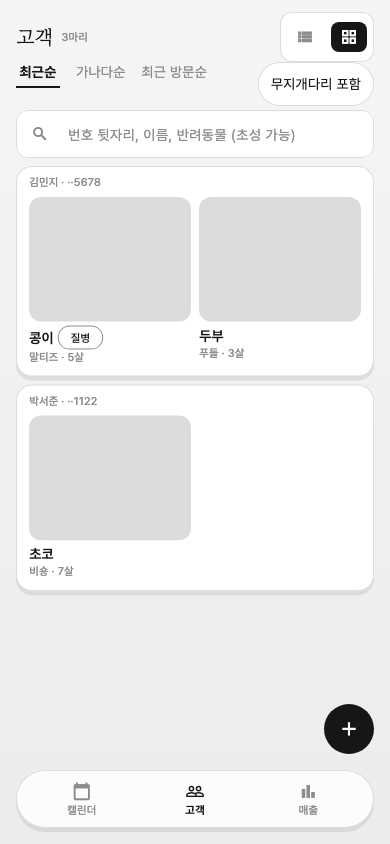 고객 3마리
최근순 가나다순 최근 방문순
무지개다리 포함
번호 뒷자리, 이름, 반려동물 (초성 가능)
김민지 · ··5678
콩이 질병
말티즈 · 5살
두부
푸들 · 3살
박서준 · ··1122
초코
비숑 · 7살
캘린더 고객 매출